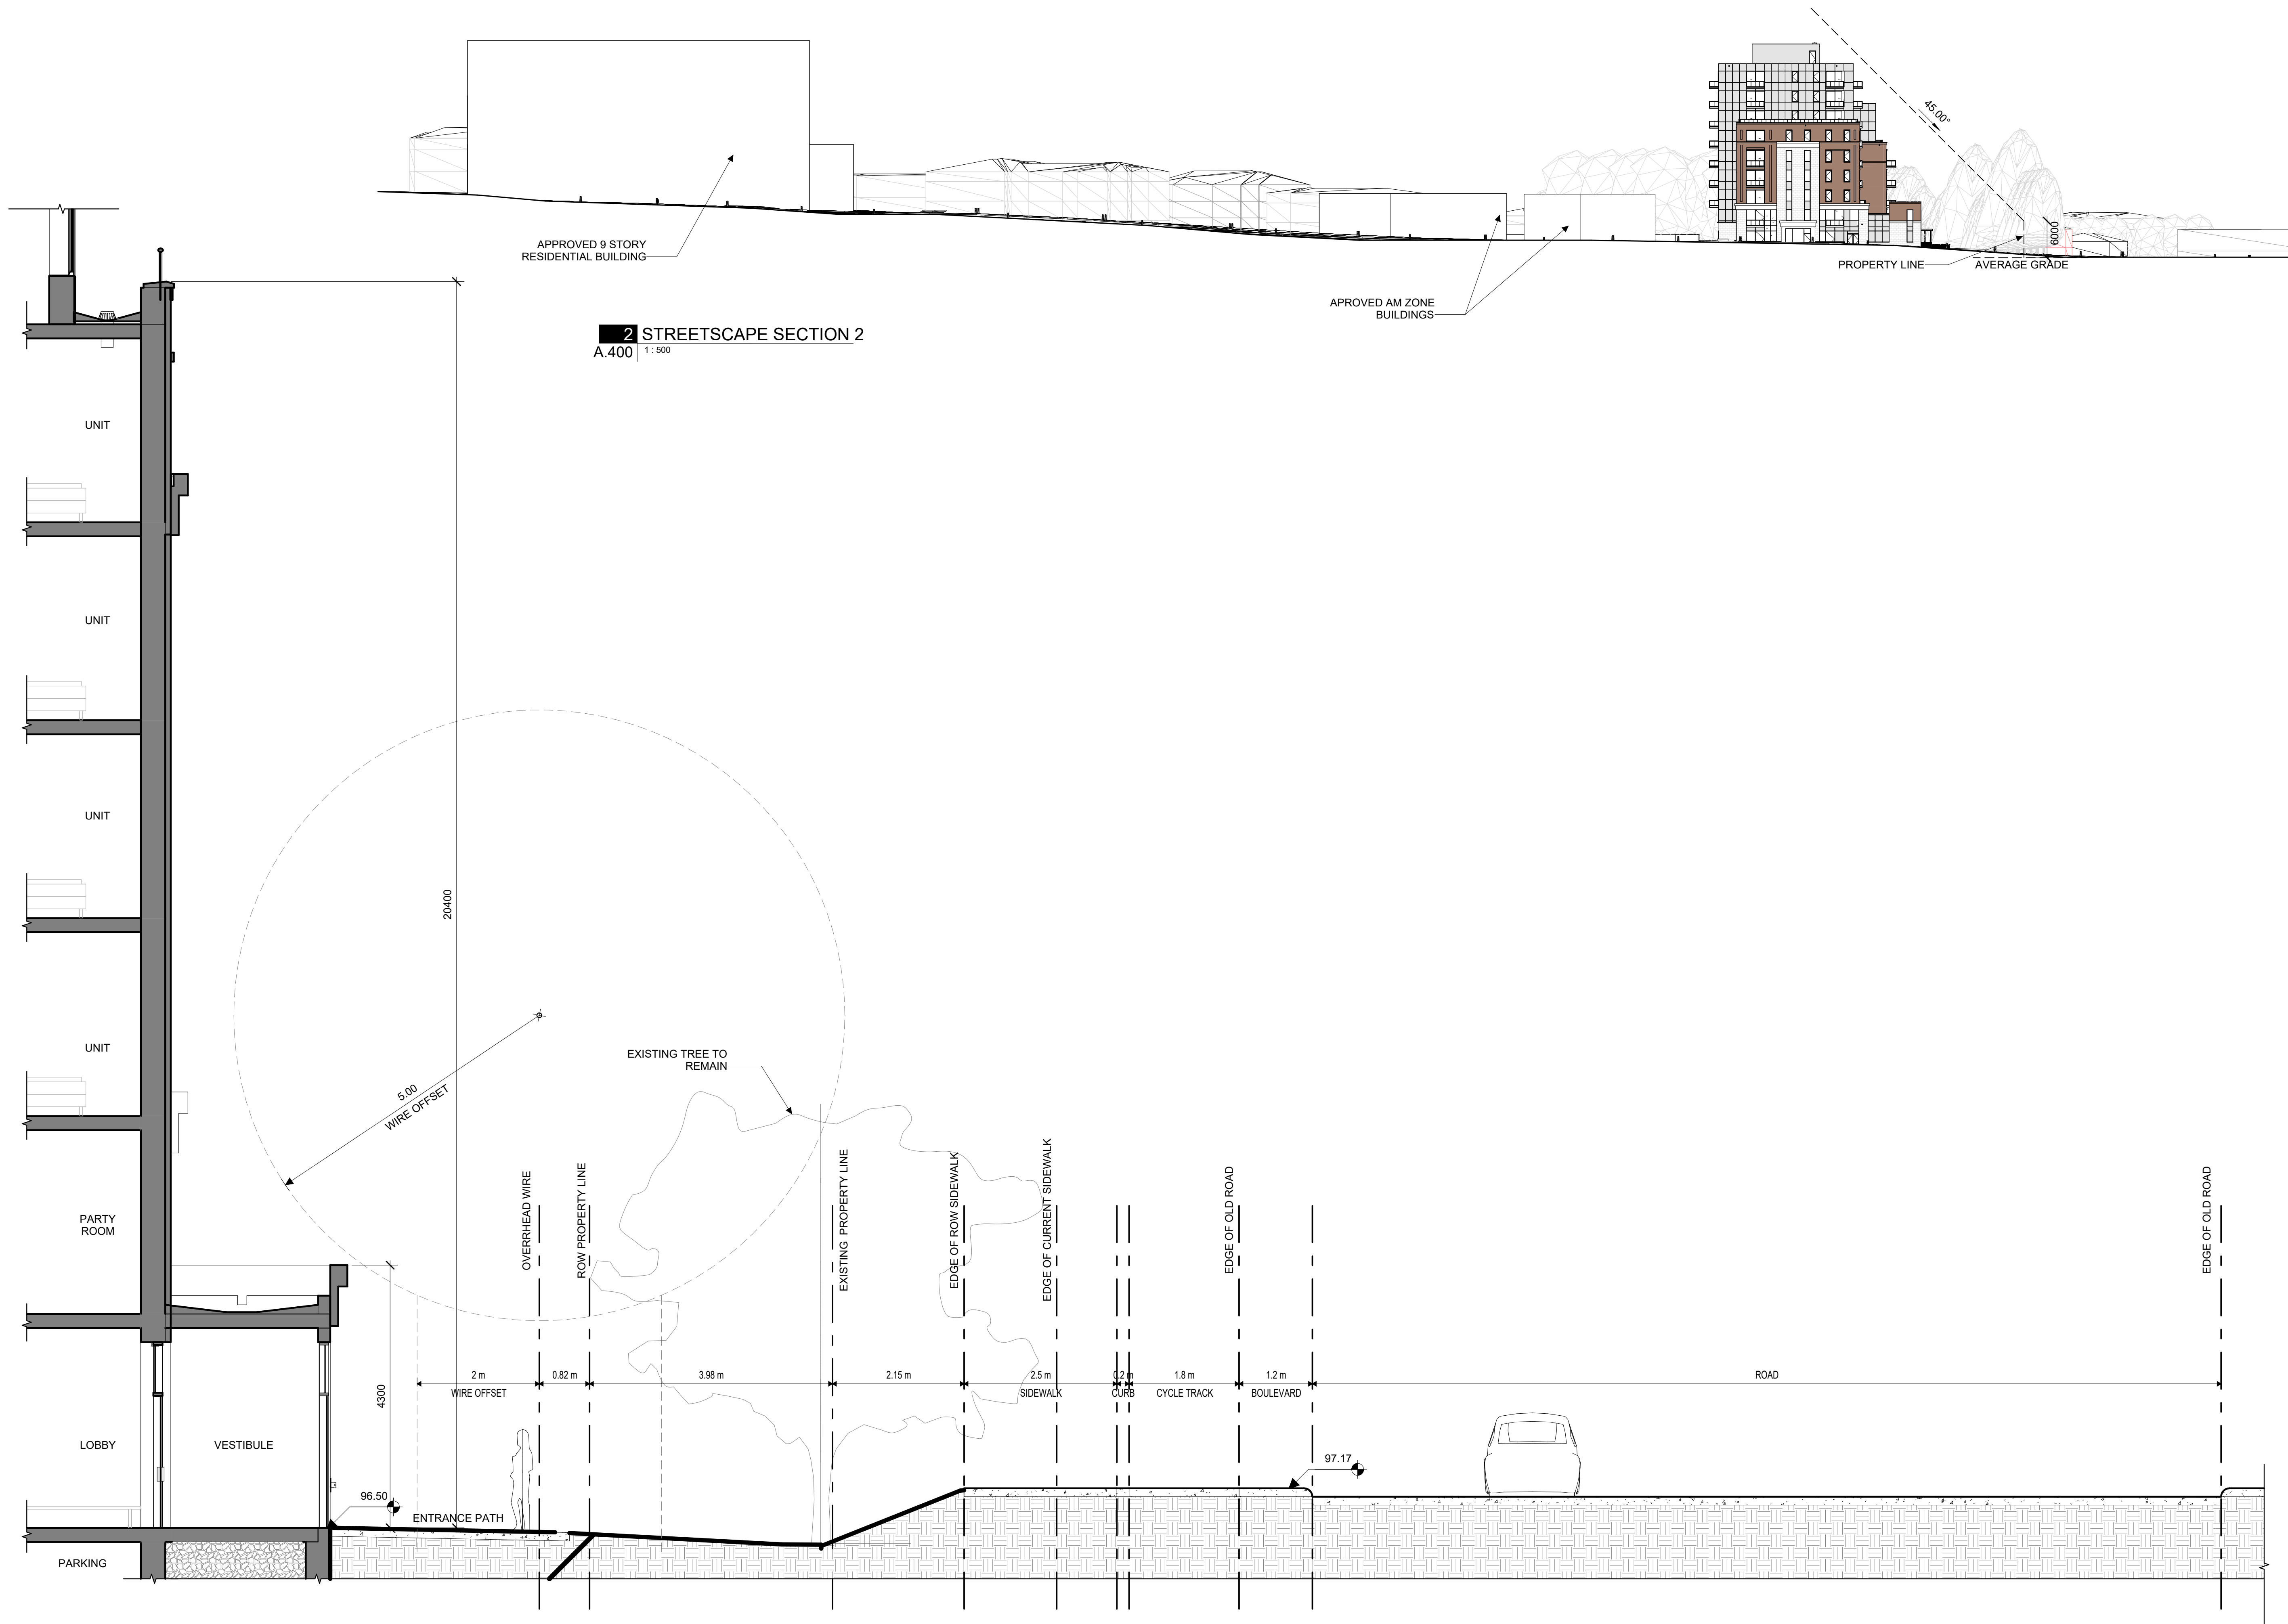 45.00°
APPROVED 9 STORY
RESIDENTIAL BUILDING
6000
PROPERTY LINE
AVERAGE GRADE
APROVED AM ZONE
BUILDINGS
2 STREETSCAPE SECTION 2
A.400 1 : 500
UNIT
UNIT
UNIT
UNIT
PARTY
ROOM
LOBBY
VESTIBULE
PARKING
20400
4300
5.00
WIRE OFFSET
EXISTING TREE TO
REMAIN
OVERRHEAD WIRE
ROW PROPERTY LINE
EXISTING PROPERTY LINE
EDGE OF ROW SIDEWALK
EDGE OF CURRENT SIDEWALK
EDGE OF OLD ROAD
EDGE OF OLD ROAD
2 m
WIRE OFFSET
0.82 m
3.98 m
2.15 m
2.5 m
SIDEWALK
0.2 m
CURB
1.8 m
CYCLE TRACK
1.2 m
BOULEVARD
ROAD
97.17
96.50
ENTRANCE PATH